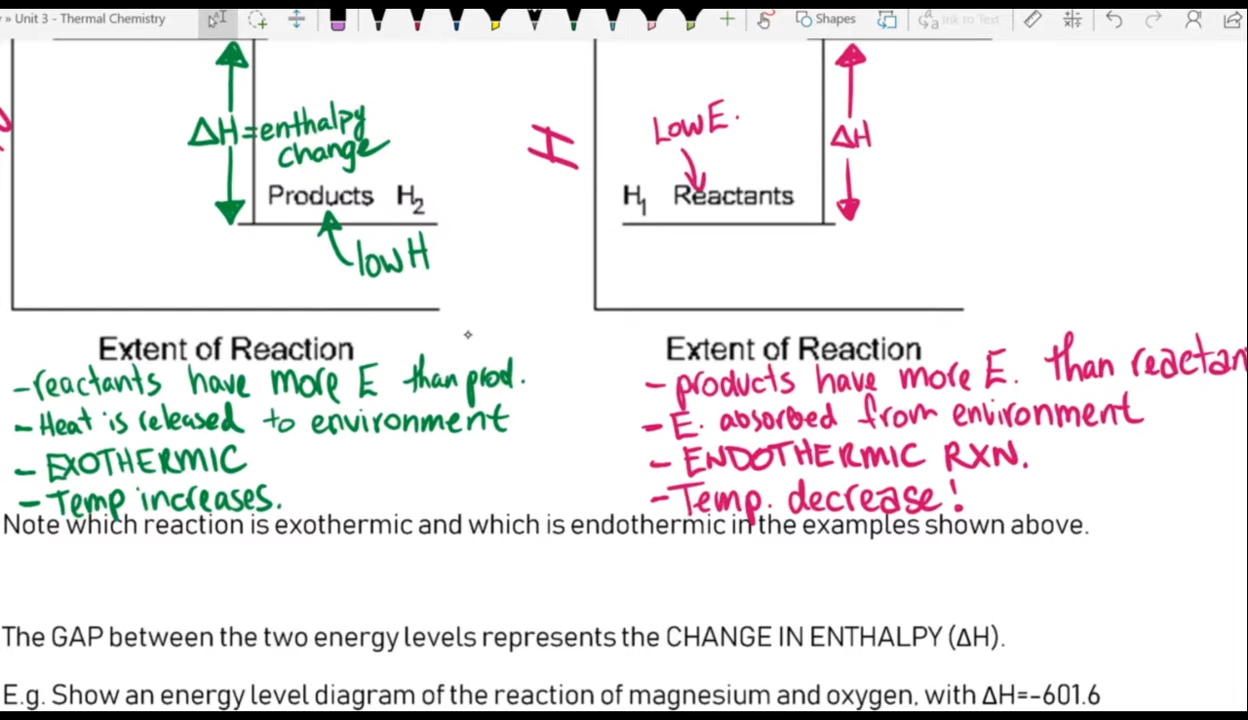 » Unit 3 - Thermal Chemistry
Shapes
Ink to Text
ΔH=enthalpy
change
Products H₂
low H
H
Low E.
ΔH
H₁ Reactants
Extent of Reaction
- reactants have more E than prod.
- Heat is released to environment
- EXOTHERMIC
- Temp increases.
Extent of Reaction
- products have more E. than reactan
- E. absorbed from environment
- ENDOTHERMIC RXN.
- Temp. decrease!
Note which reaction is exothermic and which is endothermic in the examples shown above.
The GAP between the two energy levels represents the CHANGE IN ENTHALPY (ΔH).
E.g. Show an energy level diagram of the reaction of magnesium and oxygen, with ΔH=-601.6